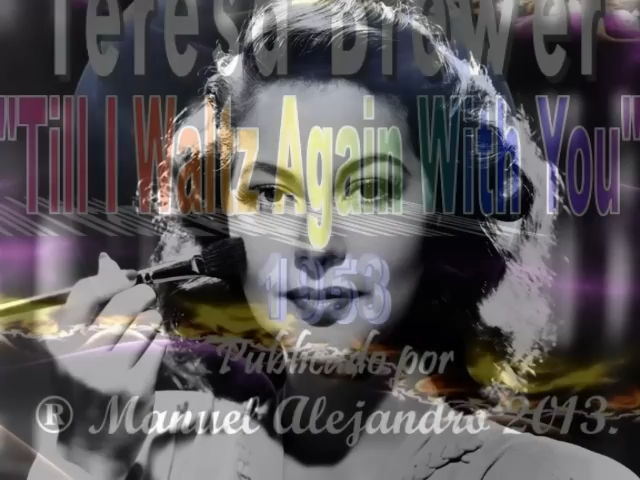 Teresa Brewer
"Till I Waltz Again With You"
1953
Publicado por
® Manuel Alejandro 2013.